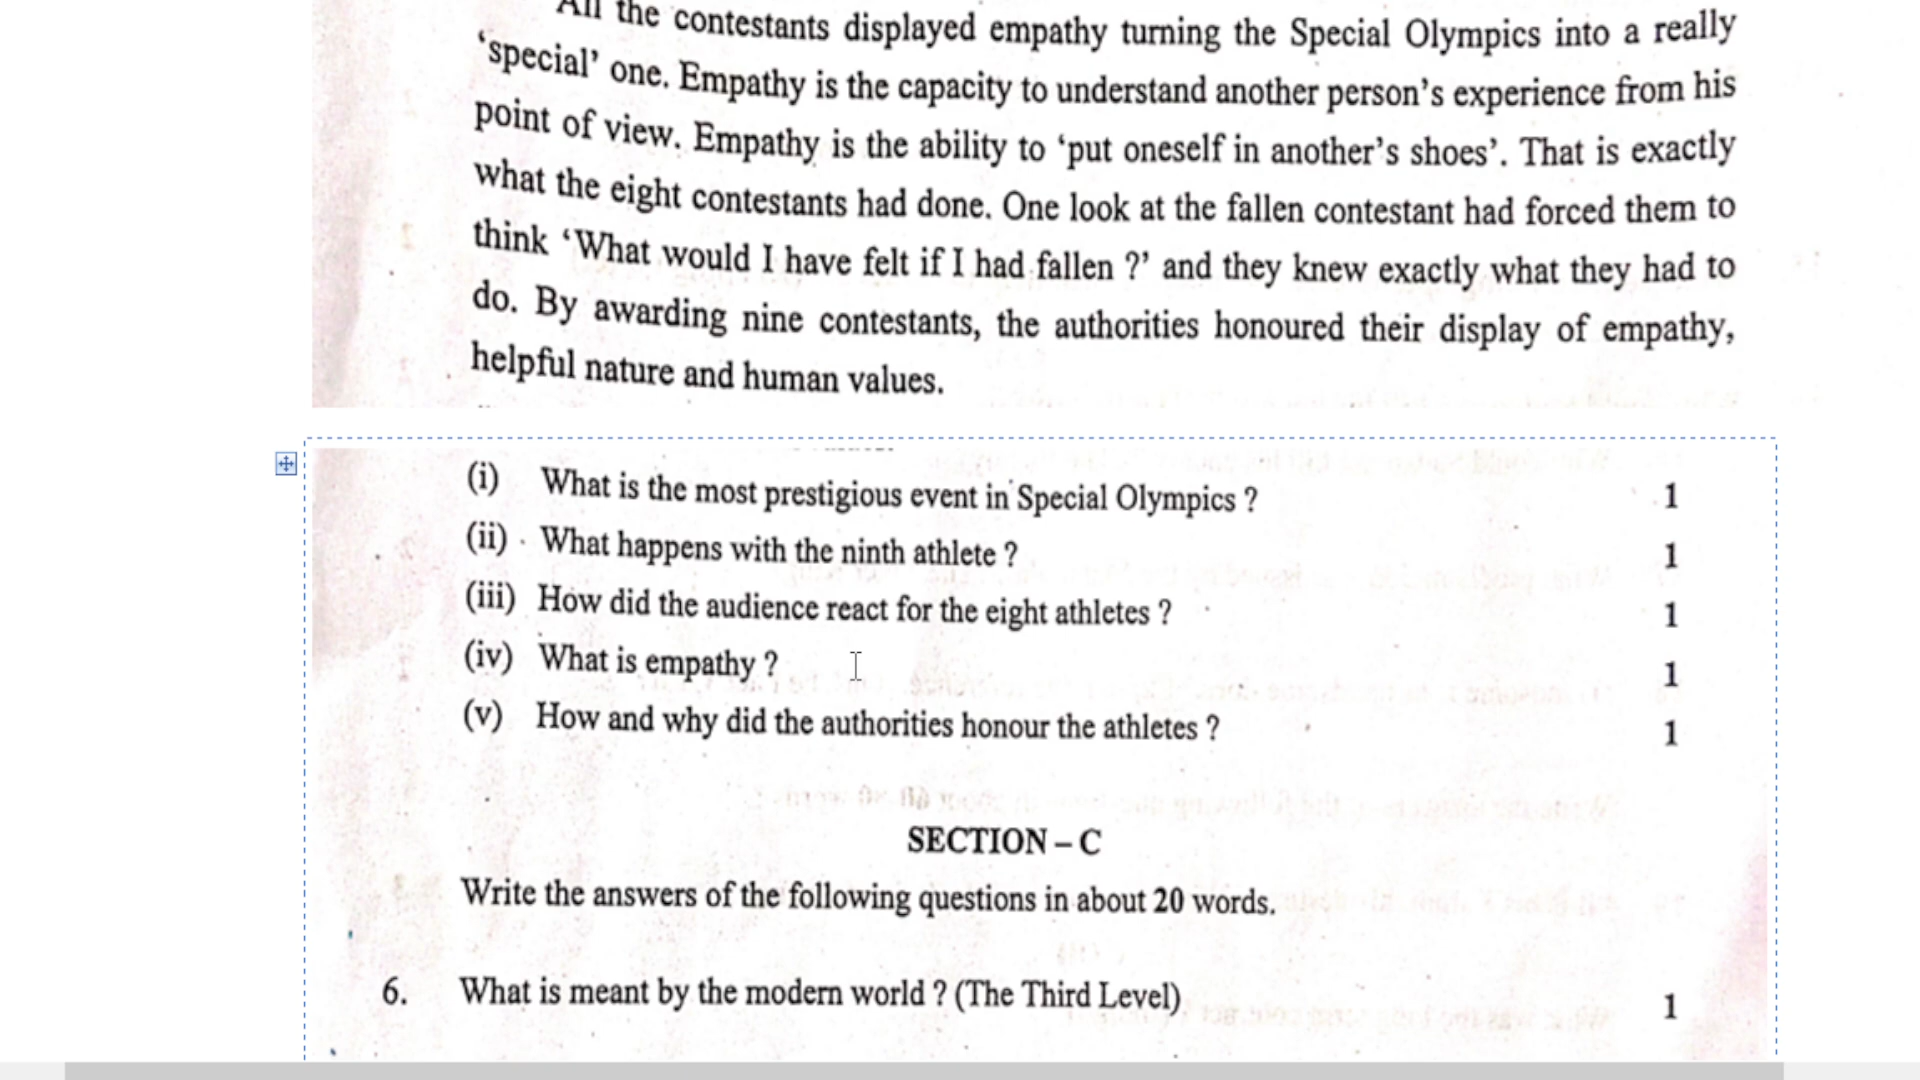 All the contestants displayed empathy turning the Special Olympics into a really
‘special’ one. Empathy is the capacity to understand another person’s experience from his
point of view. Empathy is the ability to ‘put oneself in another’s shoes’. That is exactly
what the eight contestants had done. One look at the fallen contestant had forced them to
think ‘What would I have felt if I had fallen ?’ and they knew exactly what they had to
do. By awarding nine contestants, the authorities honoured their display of empathy,
helpful nature and human values.
(i) What is the most prestigious event in Special Olympics ? 1
(ii) What happens with the ninth athlete ? 1
(iii) How did the audience react for the eight athletes ? 1
(iv) What is empathy ? 1
(v) How and why did the authorities honour the athletes ? 1
SECTION – C
Write the answers of the following questions in about 20 words.
6. What is meant by the modern world ? (The Third Level) 1